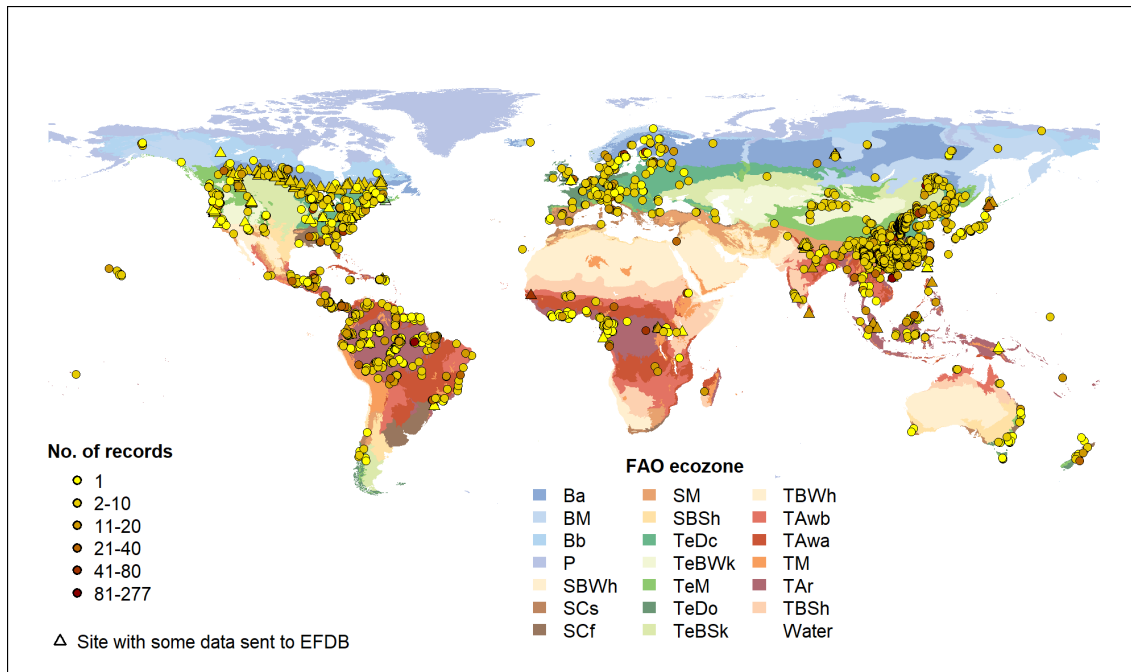 No. of records
1
2-10
11-20
21-40
41-80
81-277
Site with some data sent to EFDB
FAO ecozone
Ba
BM
Bb
P
SBWh
SCs
SCf
SM
SBSh
TeDc
TeBWk
TeM
TeDo
TeBSk
TBWh
TAwb
TAwa
TM
TAr
TBSh
Water